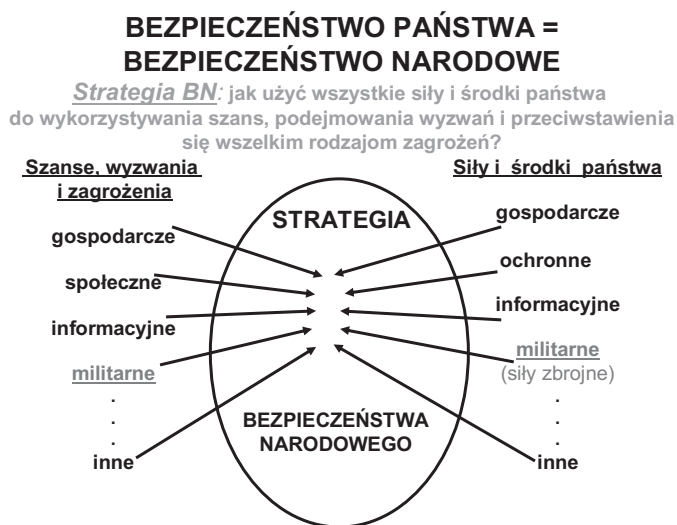 BEZPIECZEŃSTWO PAŃSTWA =
BEZPIECZEŃSTWO NARODOWE
Strategia BN: jak użyć wszystkie siły i środki państwa
do wykorzystywania szans, podejmowania wyzwań i przeciwstawienia
się wszelkim rodzajom zagrożeń?
Szanse, wyzwania
i zagrożenia
gospodarcze
społeczne
informacyjne
militarne
.
.
.
inne
STRATEGIA
BEZPIECZEŃSTWA
NARODOWEGO
Siły i środki państwa
gospodarcze
ochronne
informacyjne
militarne
(siły zbrojne)
.
.
.
inne